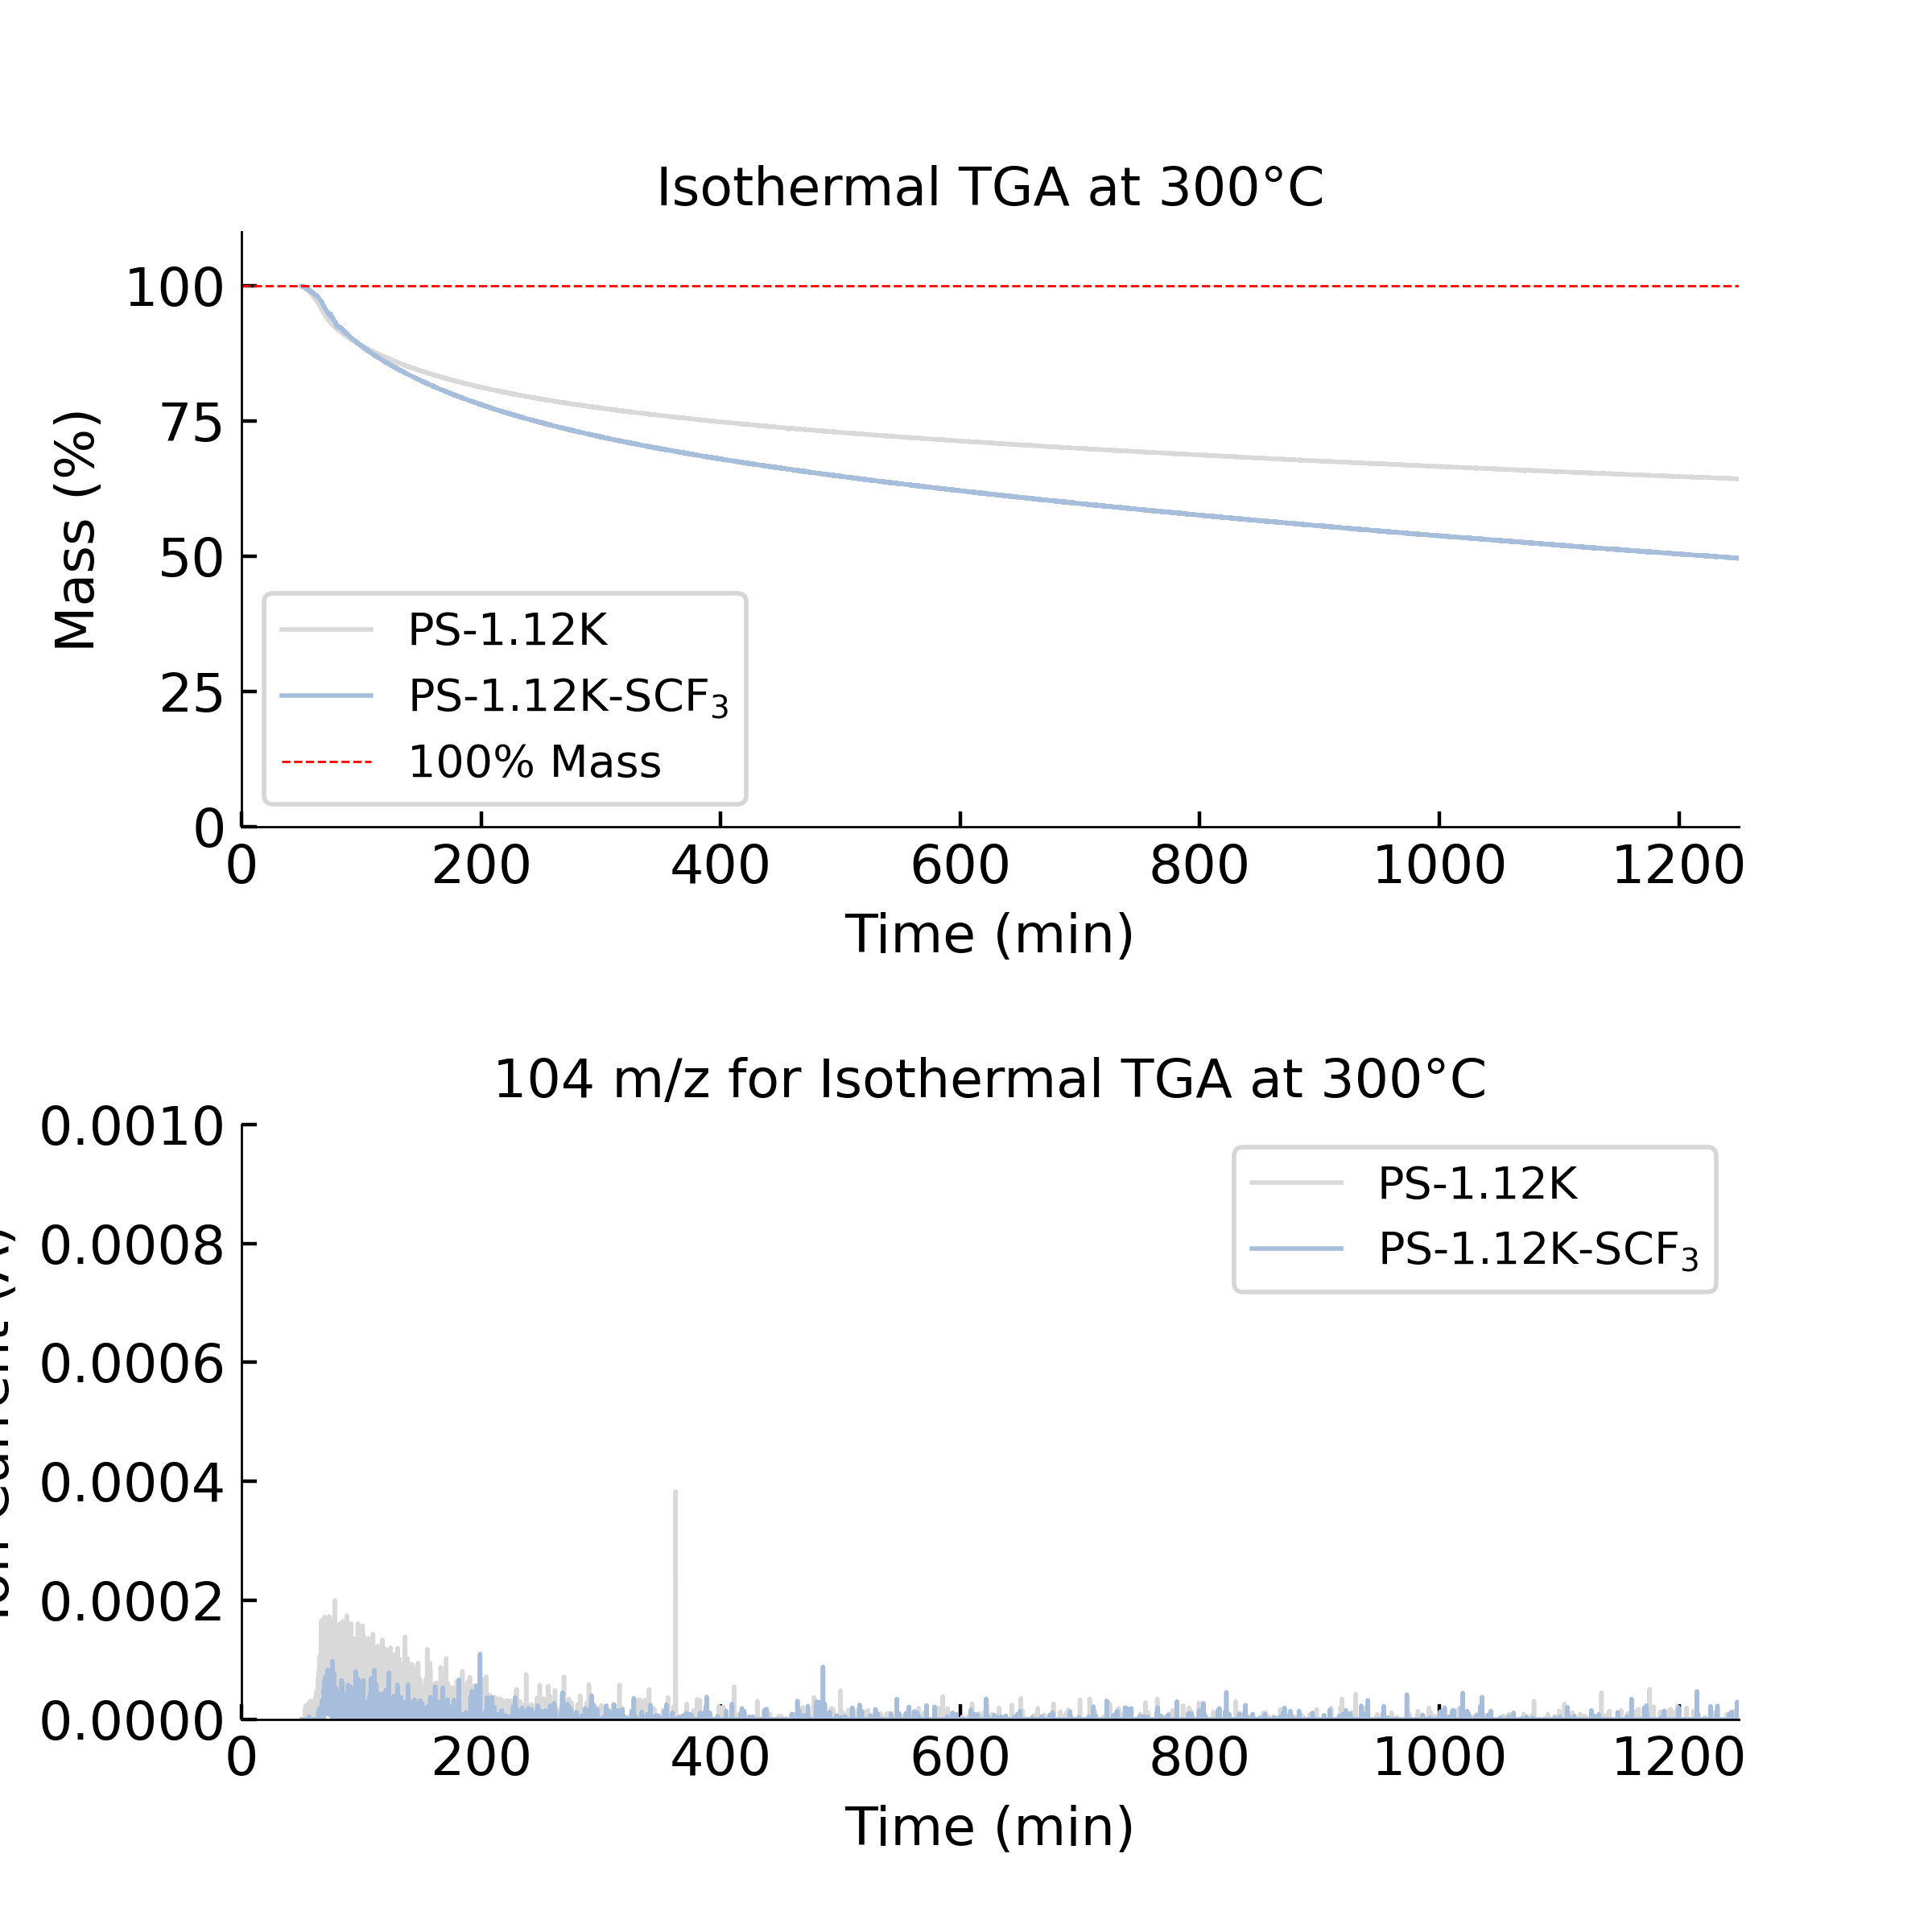 Isothermal TGA at 300°C
Mass (%)
100
75
50
25
0
PS-1.12K
PS-1.12K-SCF₃
100% Mass
0 200 400 600 800 1000 1200
Time (min)
104 m/z for Isothermal TGA at 300°C
0.0010
0.0008
0.0006
0.0004
0.0002
0.0000
PS-1.12K
PS-1.12K-SCF₃
0 200 400 600 800 1000 1200
Time (min)